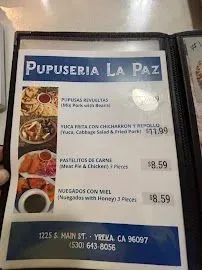 PUPUSERIA LA PAZ
PUPUSAS REVUELTAS
(Mix Pork with Beans)
YUCA FRITA CON CHICHARRON Y REPOLLO
(Yuca, Cabbage Salad & Fried Pork) $11.99
PASTELITOS DE CARNE
(Meat Pie & Chicken) 3 Pieces $8.59
NUEGADOS CON MIEL
(Nuegados with Honey) 3 Pieces $8.59
1225 S. MAIN ST. · YREKA, CA 96097
(530) 643-8056